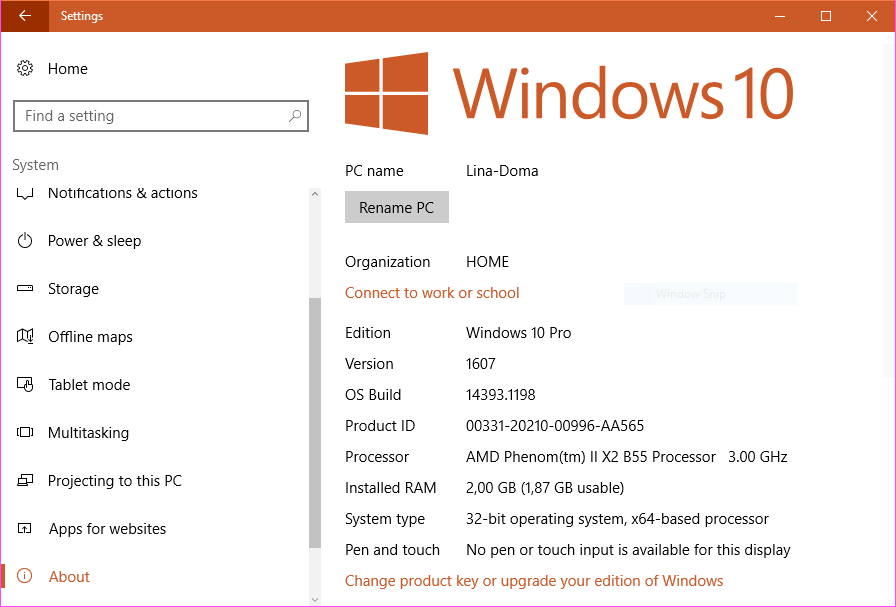 Settings
Home
Find a setting
System
Notifications & actions
Power & sleep
Storage
Offline maps
Tablet mode
Multitasking
Projecting to this PC
Apps for websites
About
Windows 10
PC name Lina-Doma
Rename PC
Organization HOME
Connect to work or school
Window Snip
Edition Windows 10 Pro
Version 1607
OS Build 14393.1198
Product ID 00331-20210-00996-AA565
Processor AMD Phenom(tm) II X2 B55 Processor 3.00 GHz
Installed RAM 2,00 GB (1,87 GB usable)
System type 32-bit operating system, x64-based processor
Pen and touch No pen or touch input is available for this display
Change product key or upgrade your edition of Windows